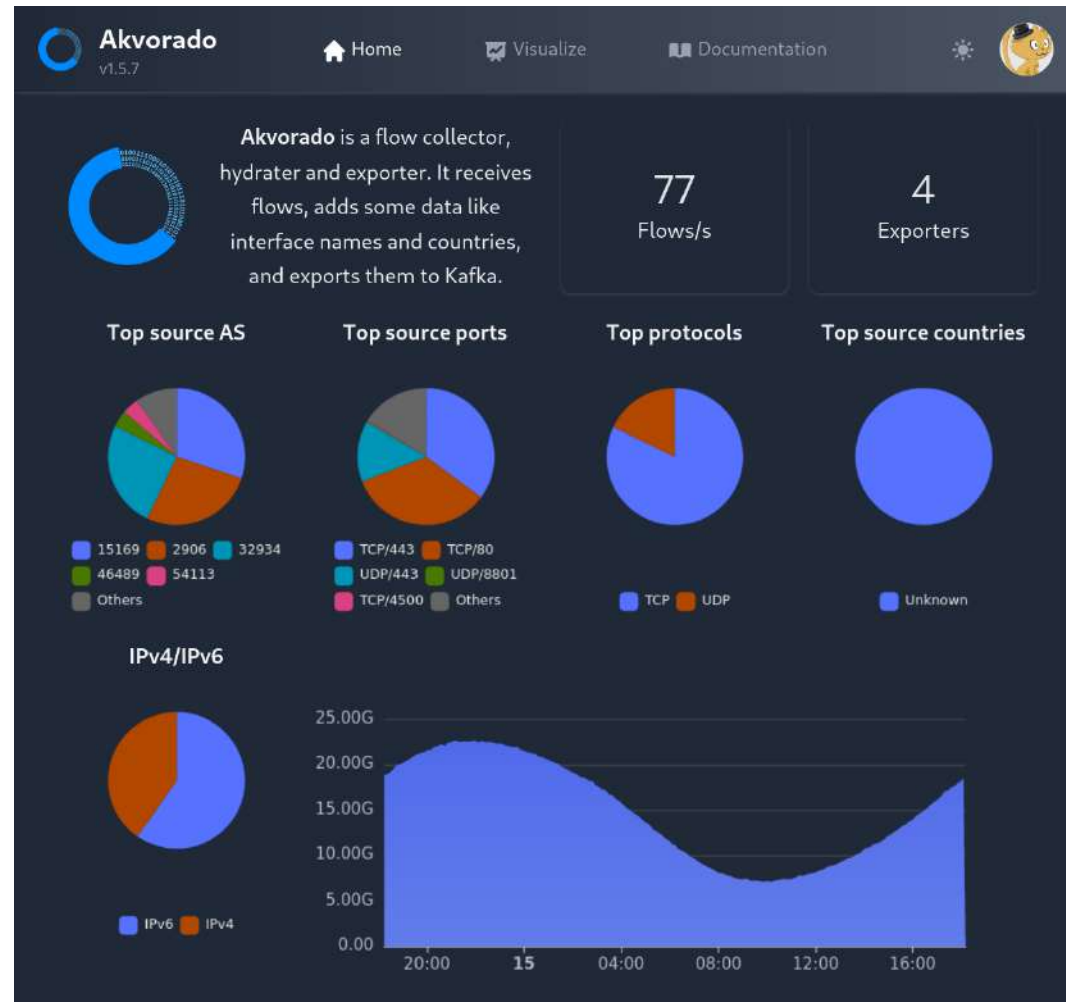 Akvorado
v1.5.7
Home
Visualize
Documentation
Akvorado is a flow collector,
hydrater and exporter. It receives
flows, adds some data like
interface names and countries,
and exports them to Kafka.
77
Flows/s
4
Exporters
Top source AS
15169 2906 32934
46489 54113
Others
Top source ports
TCP/443 TCP/80
UDP/443 UDP/8801
TCP/4500 Others
Top protocols
TCP UDP
Top source countries
Unknown
IPv4/IPv6
IPv6 IPv4
25.00G
20.00G
15.00G
10.00G
5.00G
0.00
20:00 15 04:00 08:00 12:00 16:00